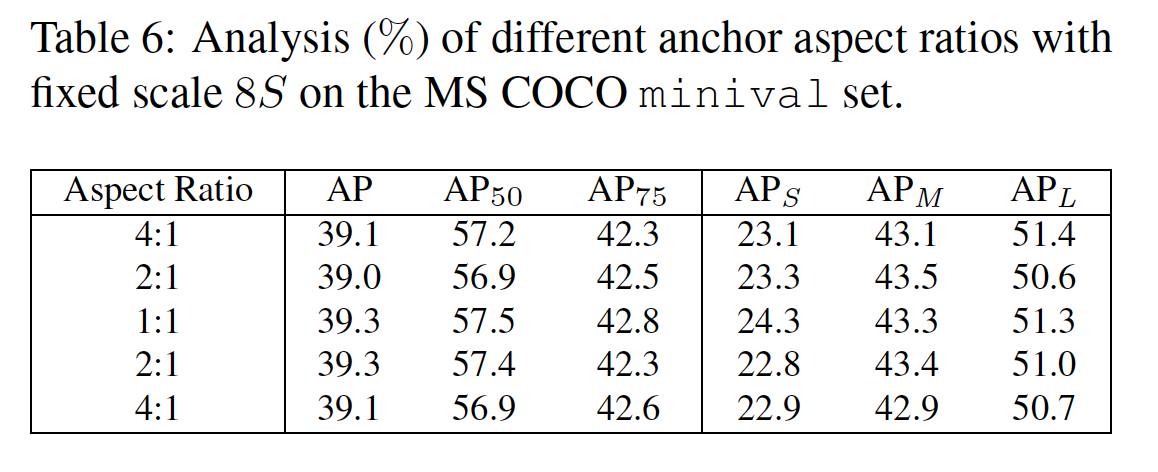 Table 6: Analysis (%) of different anchor aspect ratios with
fixed scale 8S on the MS COCO minival set.
Aspect Ratio AP AP50 AP75 APS APM APL
4:1 39.1 57.2 42.3 23.1 43.1 51.4
2:1 39.0 56.9 42.5 23.3 43.5 50.6
1:1 39.3 57.5 42.8 24.3 43.3 51.3
2:1 39.3 57.4 42.3 22.8 43.4 51.0
4:1 39.1 56.9 42.6 22.9 42.9 50.7